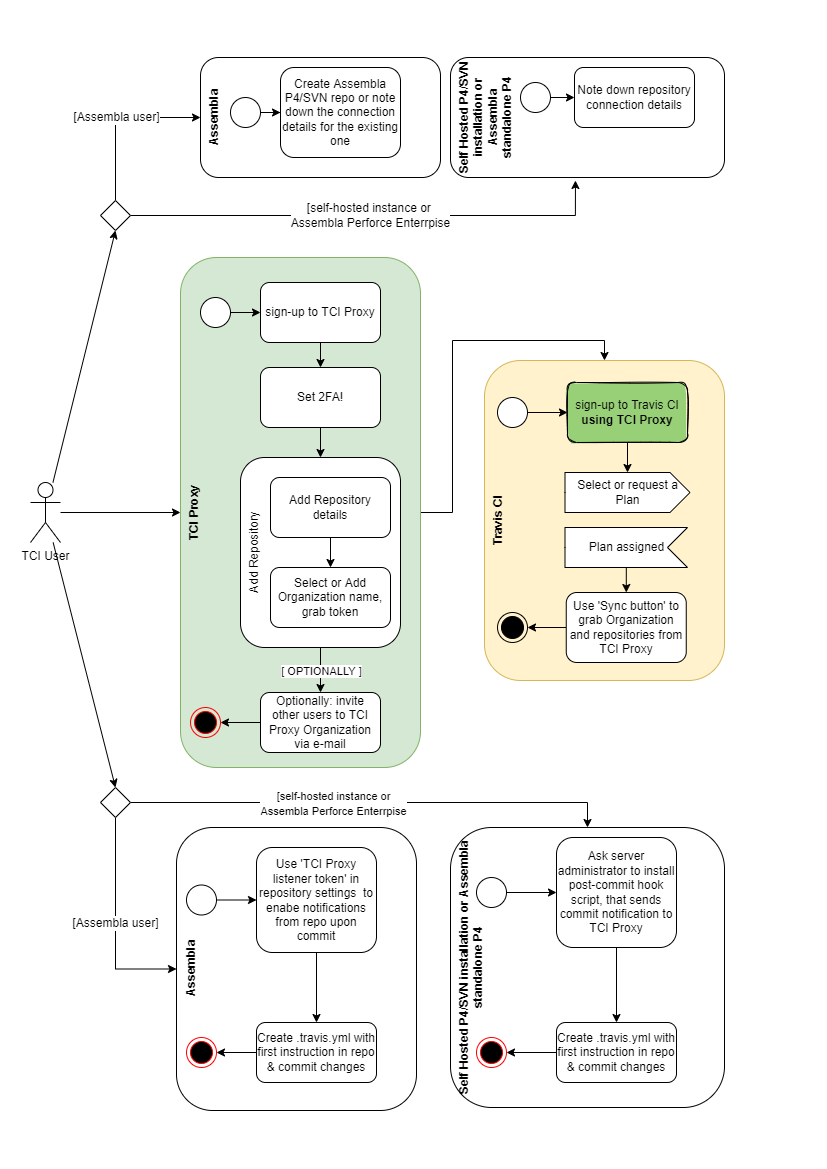 [Assembla user]
Assembla
Create Assembla
P4/SVN repo or note
down the connection
details for the existing
one
Self Hosted P4/SVN
installation or
Assembla
standalone P4
Note down repository
connection details
[self-hosted instance or
Assembla Perforce Enterrpise
TCI User
TCI Proxy
sign-up to TCI Proxy
Set 2FA!
Add Repository
Add Repository
details
Select or Add
Organization name,
grab token
[ OPTIONALLY ]
Optionally: invite
other users to TCI
Proxy Organization
via e-mail
Travis CI
sign-up to Travis CI
using TCI Proxy
Select or request a
Plan
Plan assigned
Use 'Sync button' to
grab Organization
and repositories from
TCI Proxy
[self-hosted instance or
Assembla Perforce Enterrpise
[Assembla user]
Assembla
Use 'TCI Proxy
listener token' in
repository settings to
enabe notifications
from repo upon
commit
Create .travis.yml with
first instruction in repo
& commit changes
Self Hosted P4/SVN installation or Assembla
standalone P4
Ask server
administrator to install
post-commit hook
script, that sends
commit notification to
TCI Proxy
Create .travis.yml with
first instruction in repo
& commit changes